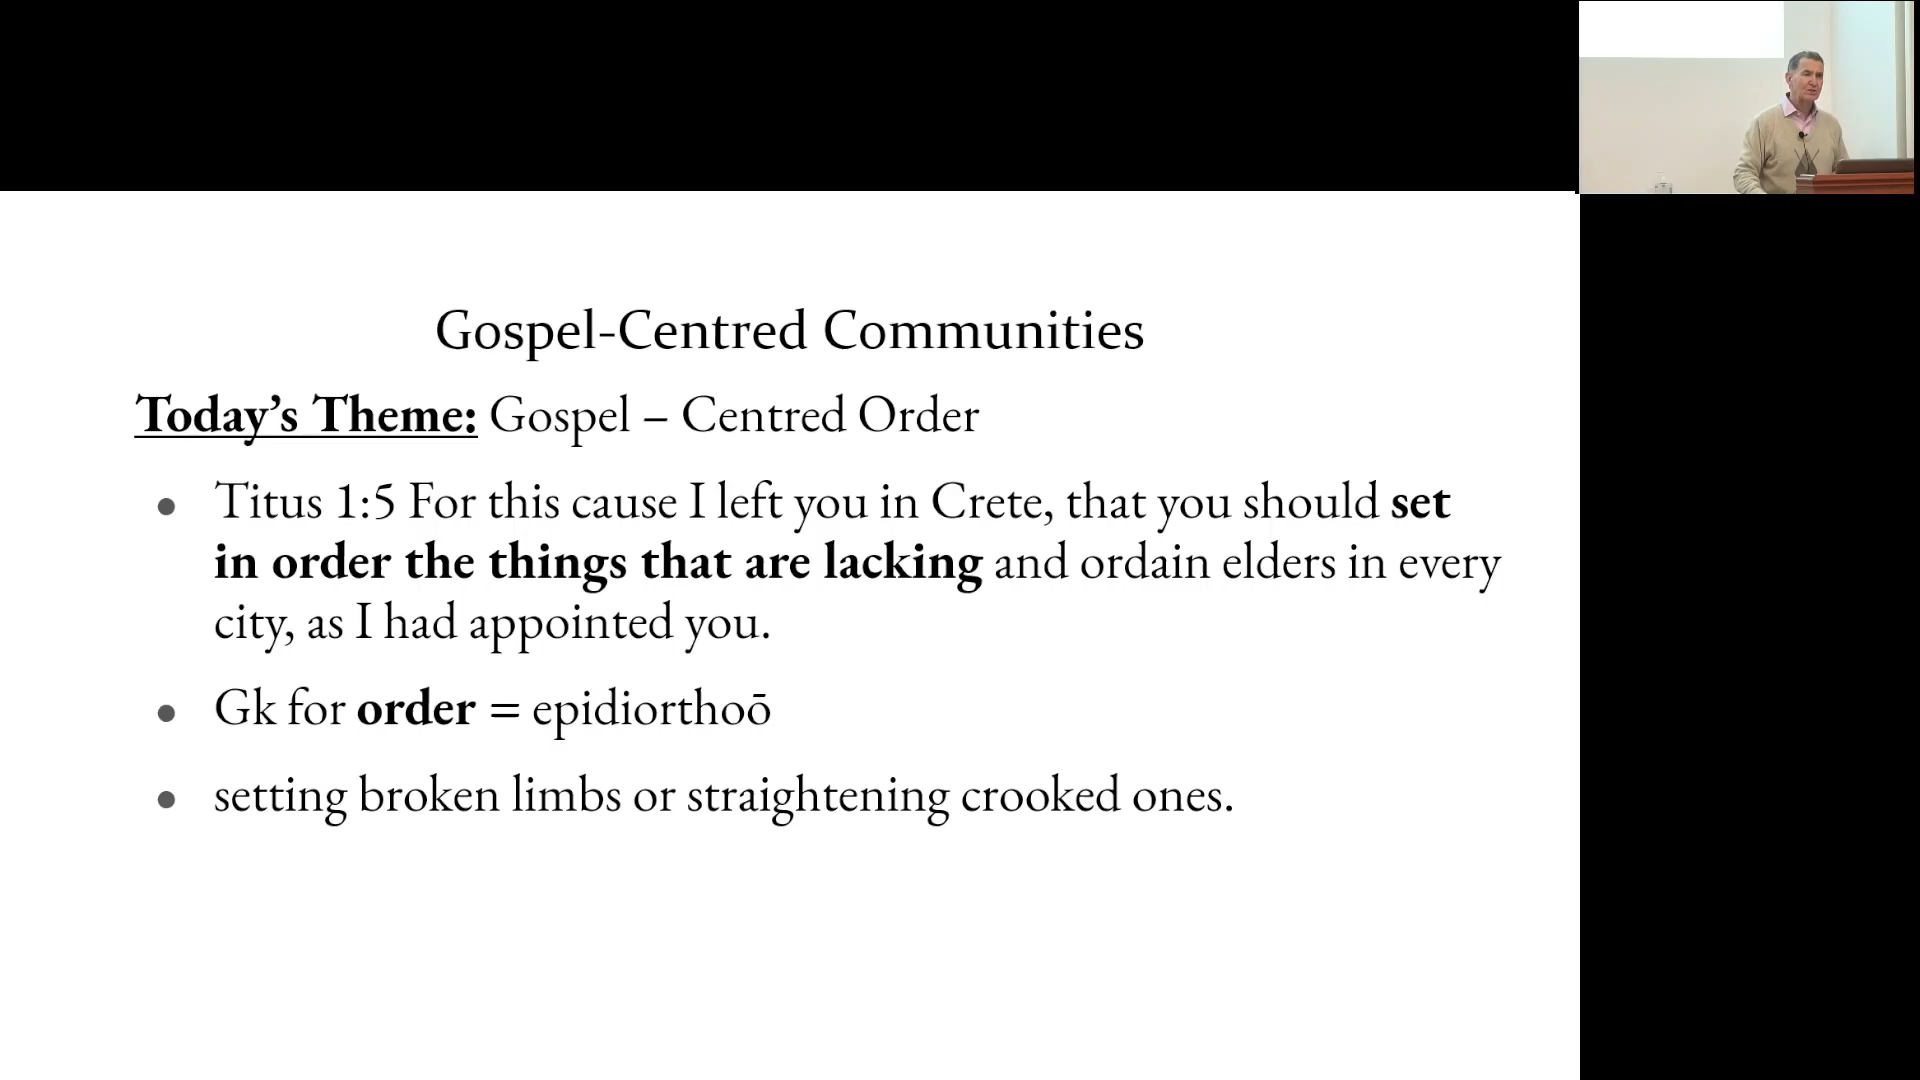 Gospel-Centred Communities
Today’s Theme: Gospel – Centred Order
● Titus 1:5 For this cause I left you in Crete, that you should set
in order the things that are lacking and ordain elders in every
city, as I had appointed you.
● Gk for order = epidiorthoō
● setting broken limbs or straightening crooked ones.